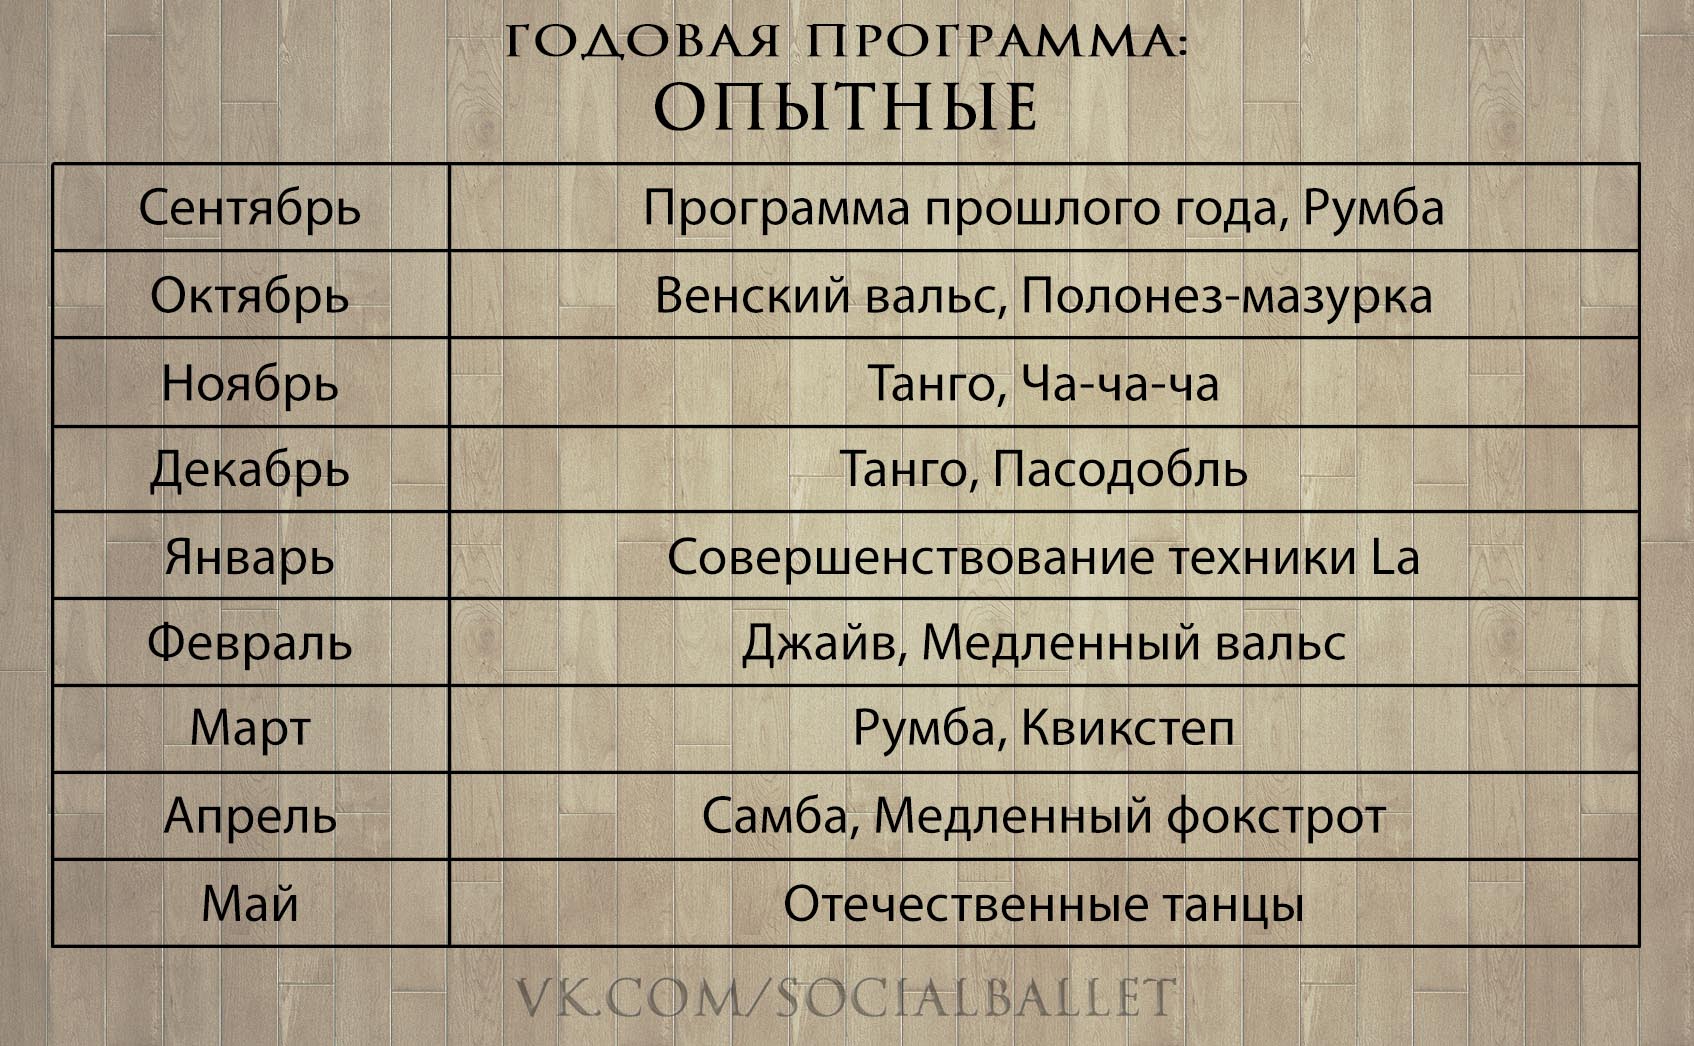 ГОДОВАЯ ПРОГРАММА:
ОПЫТНЫЕ
Сентябрь Программа прошлого года, Румба
Октябрь Венский вальс, Полонез-мазурка
Ноябрь Танго, Ча-ча-ча
Декабрь Танго, Пасодобль
Январь Совершенствование техники La
Февраль Джайв, Медленный вальс
Март Румба, Квикстеп
Апрель Самба, Медленный фокстрот
Май Отечественные танцы
VK.COM/SOCIALBALLET